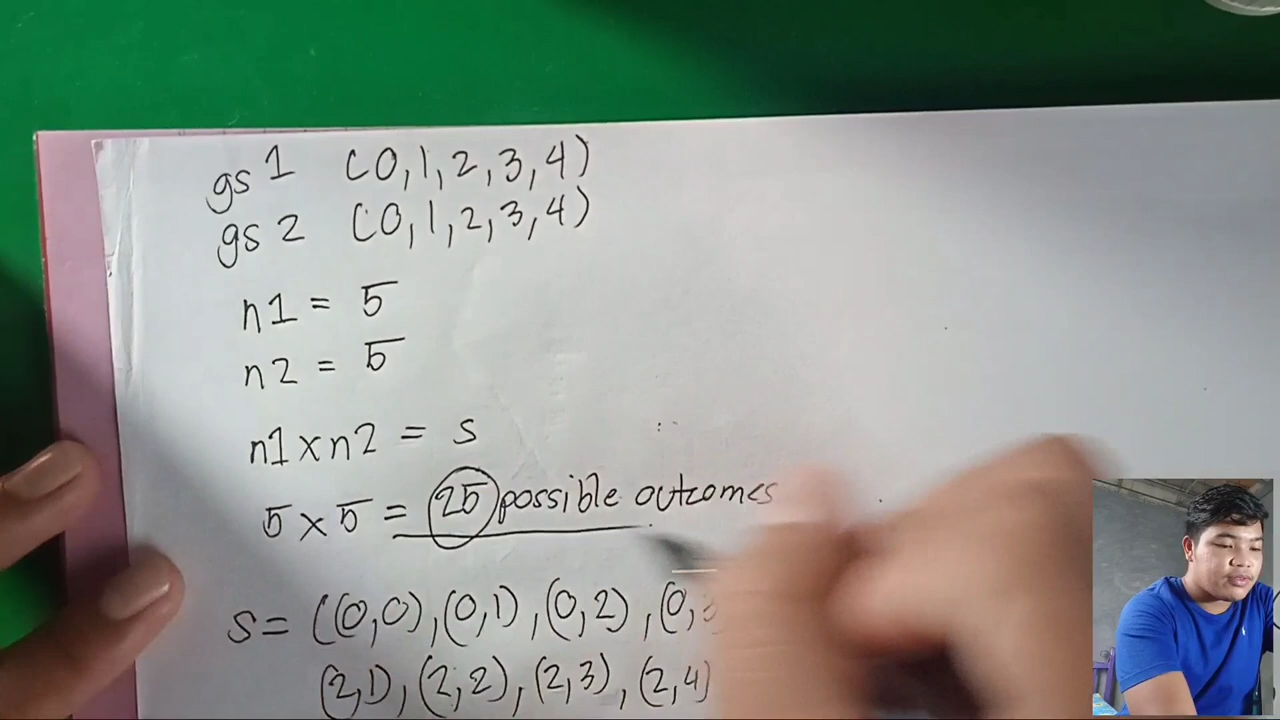 gs 1 (0,1,2,3,4)
gs 2 (0,1,2,3,4)
n1 = 5
n2 = 5
n1 x n2 = s
5 x 5 = 25 possible outcomes
s= ((0,0),(0,1),(0,2),(0,
(2,1),(2,2),(2,3),(2,4)